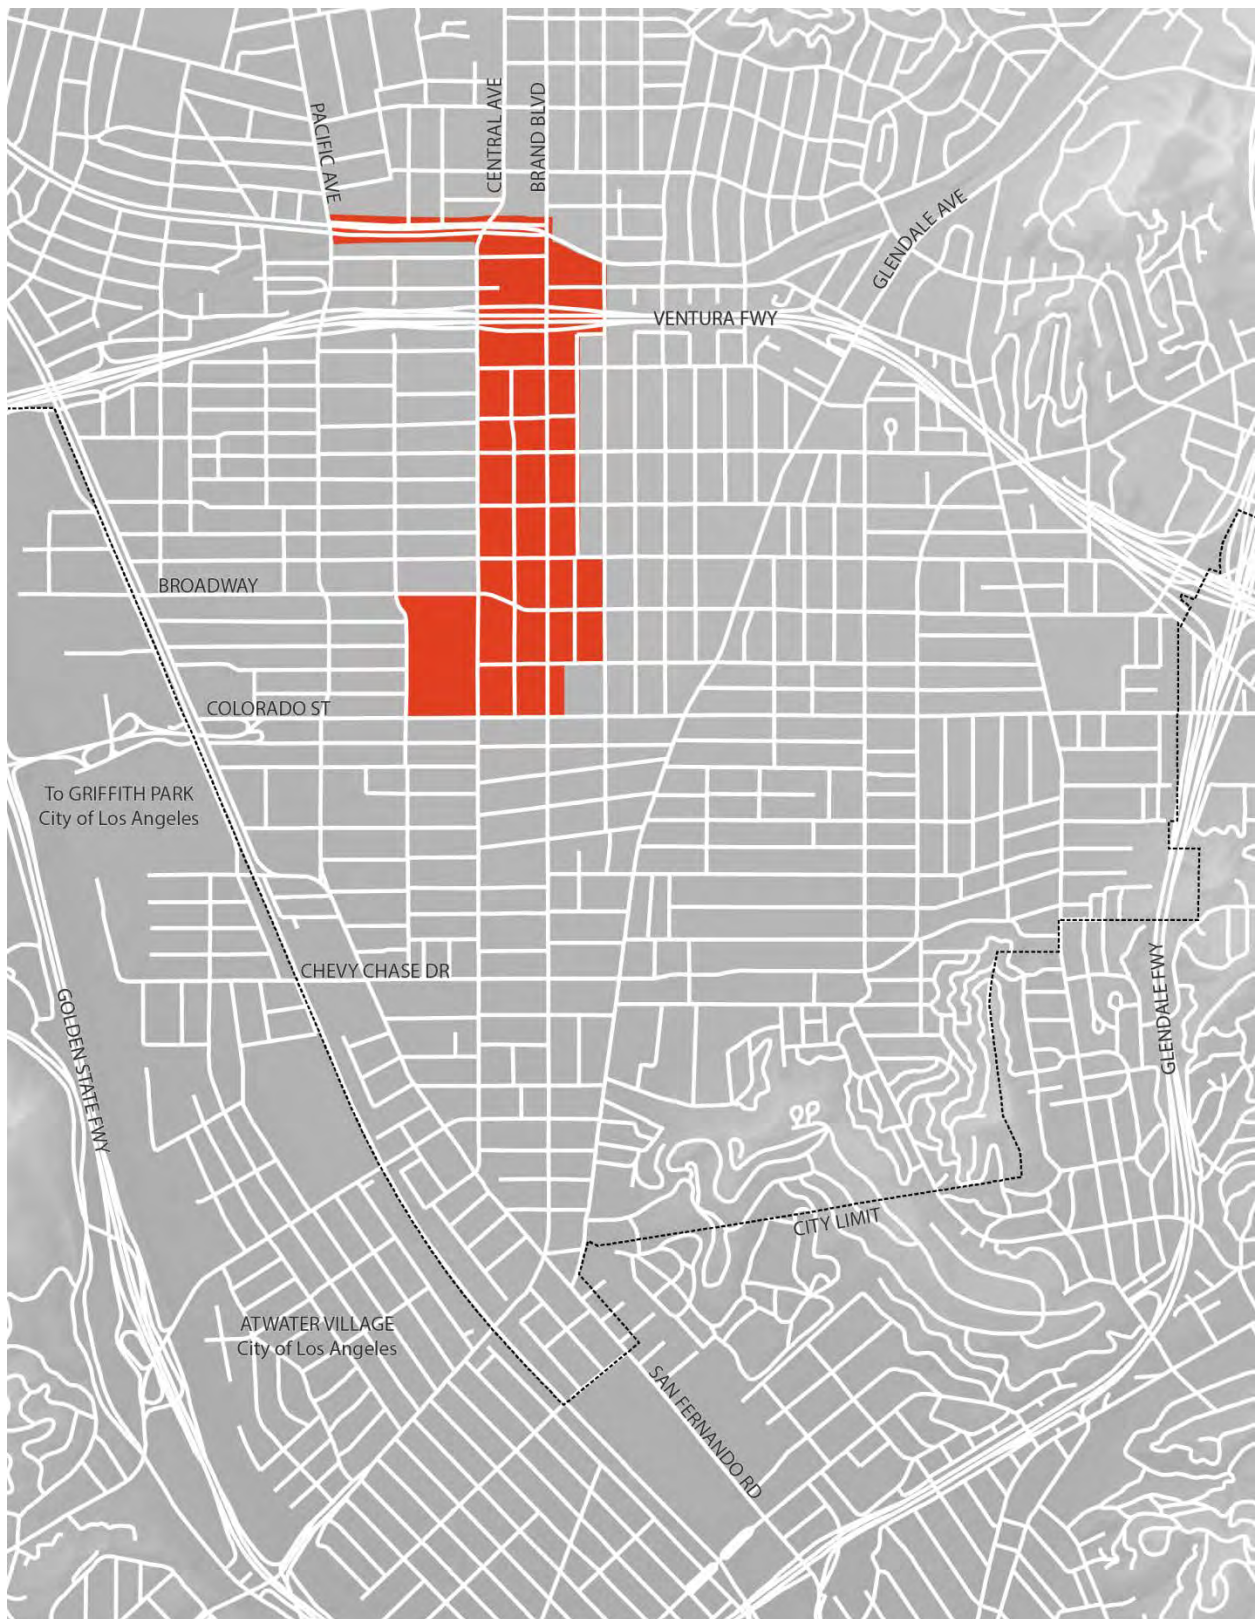 PACIFIC AVE
CENTRAL AVE
BRAND BLVD
GLENDALE AVE
VENTURA FWY
BROADWAY
COLORADO ST
To GRIFFITH PARK
City of Los Angeles
CHEVY CHASE DR
GLENDALE FWY
GOLDEN STATE FWY
CITY LIMIT
ATWATER VILLAGE
City of Los Angeles
SAN FERNANDO RD